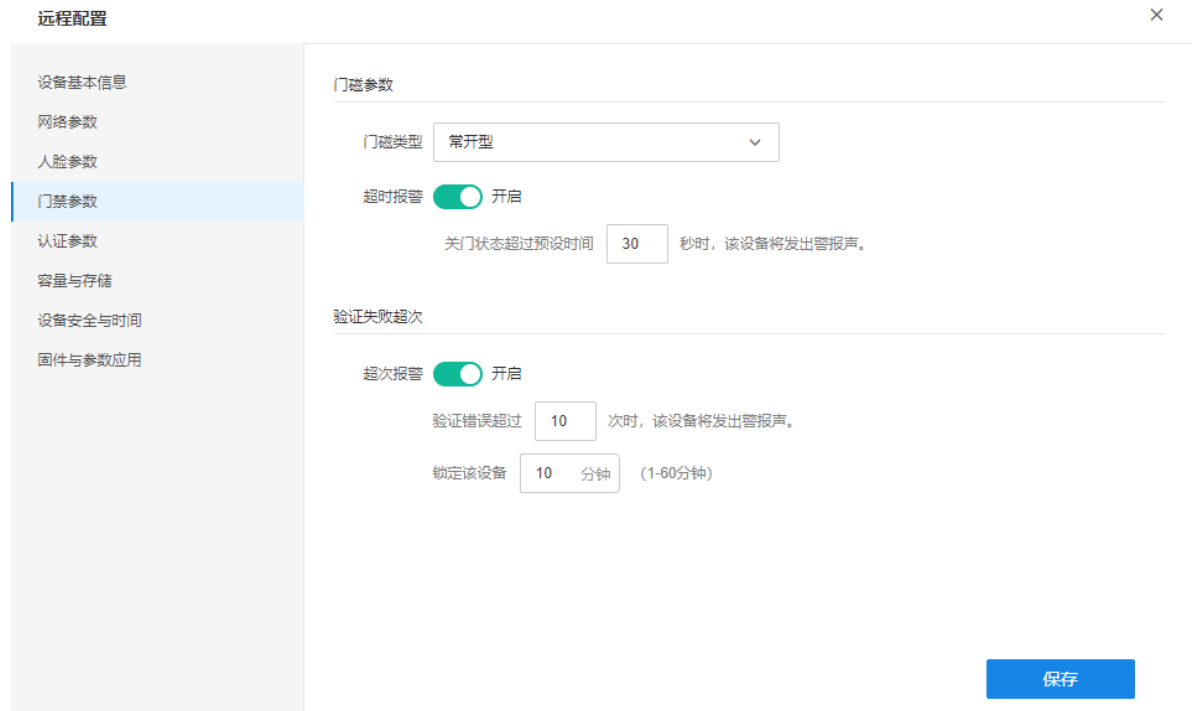 远程配置
设备基本信息
网络参数
人脸参数
门禁参数
认证参数
容量与存储
设备安全与时间
固件与参数应用
门磁参数
门磁类型 常开型
超时报警 开启
关门状态超过预设时间 30 秒时，该设备将发出警报声。
验证失败超次
超次报警 开启
验证错误超过 10 次时，该设备将发出警报声。
锁定该设备 10 分钟 （1-60分钟）
保存